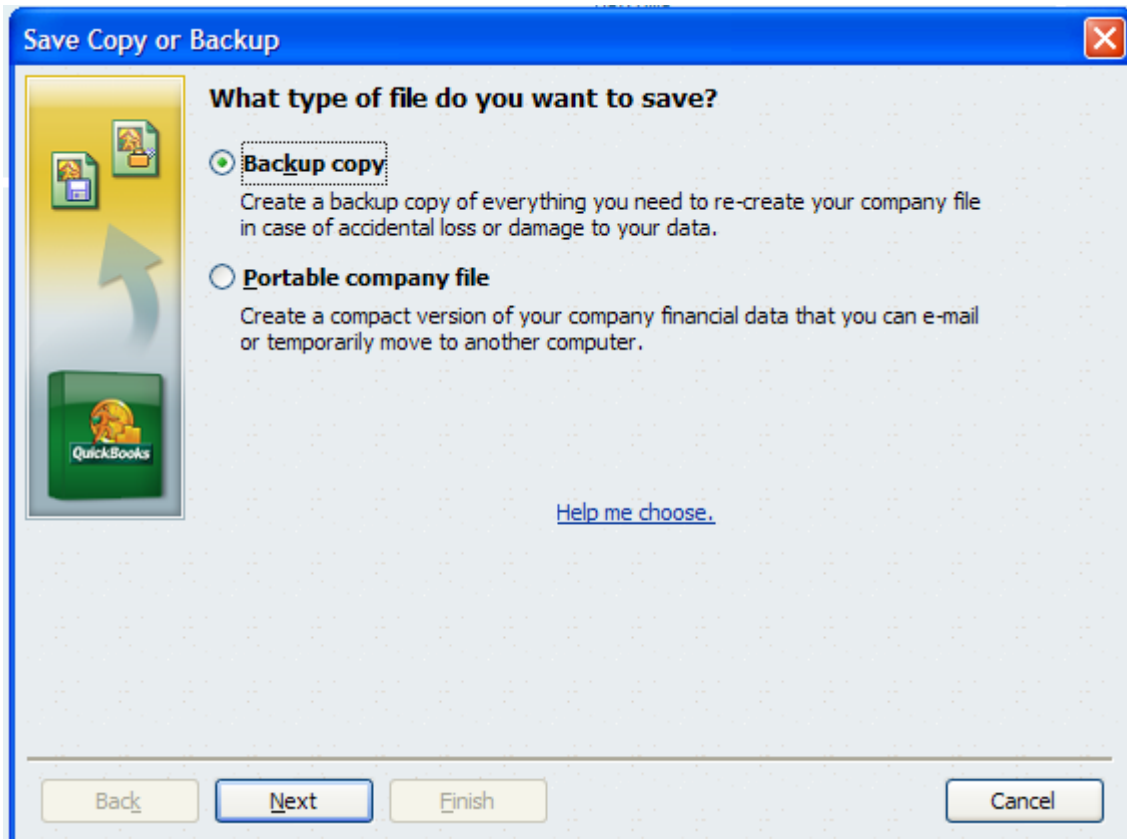 Save Copy or Backup
What type of file do you want to save?
Backup copy
Create a backup copy of everything you need to re-create your company file
in case of accidental loss or damage to your data.
Portable company file
Create a compact version of your company financial data that you can e-mail
or temporarily move to another computer.
QuickBooks
Help me choose.
Back
Next
Finish
Cancel